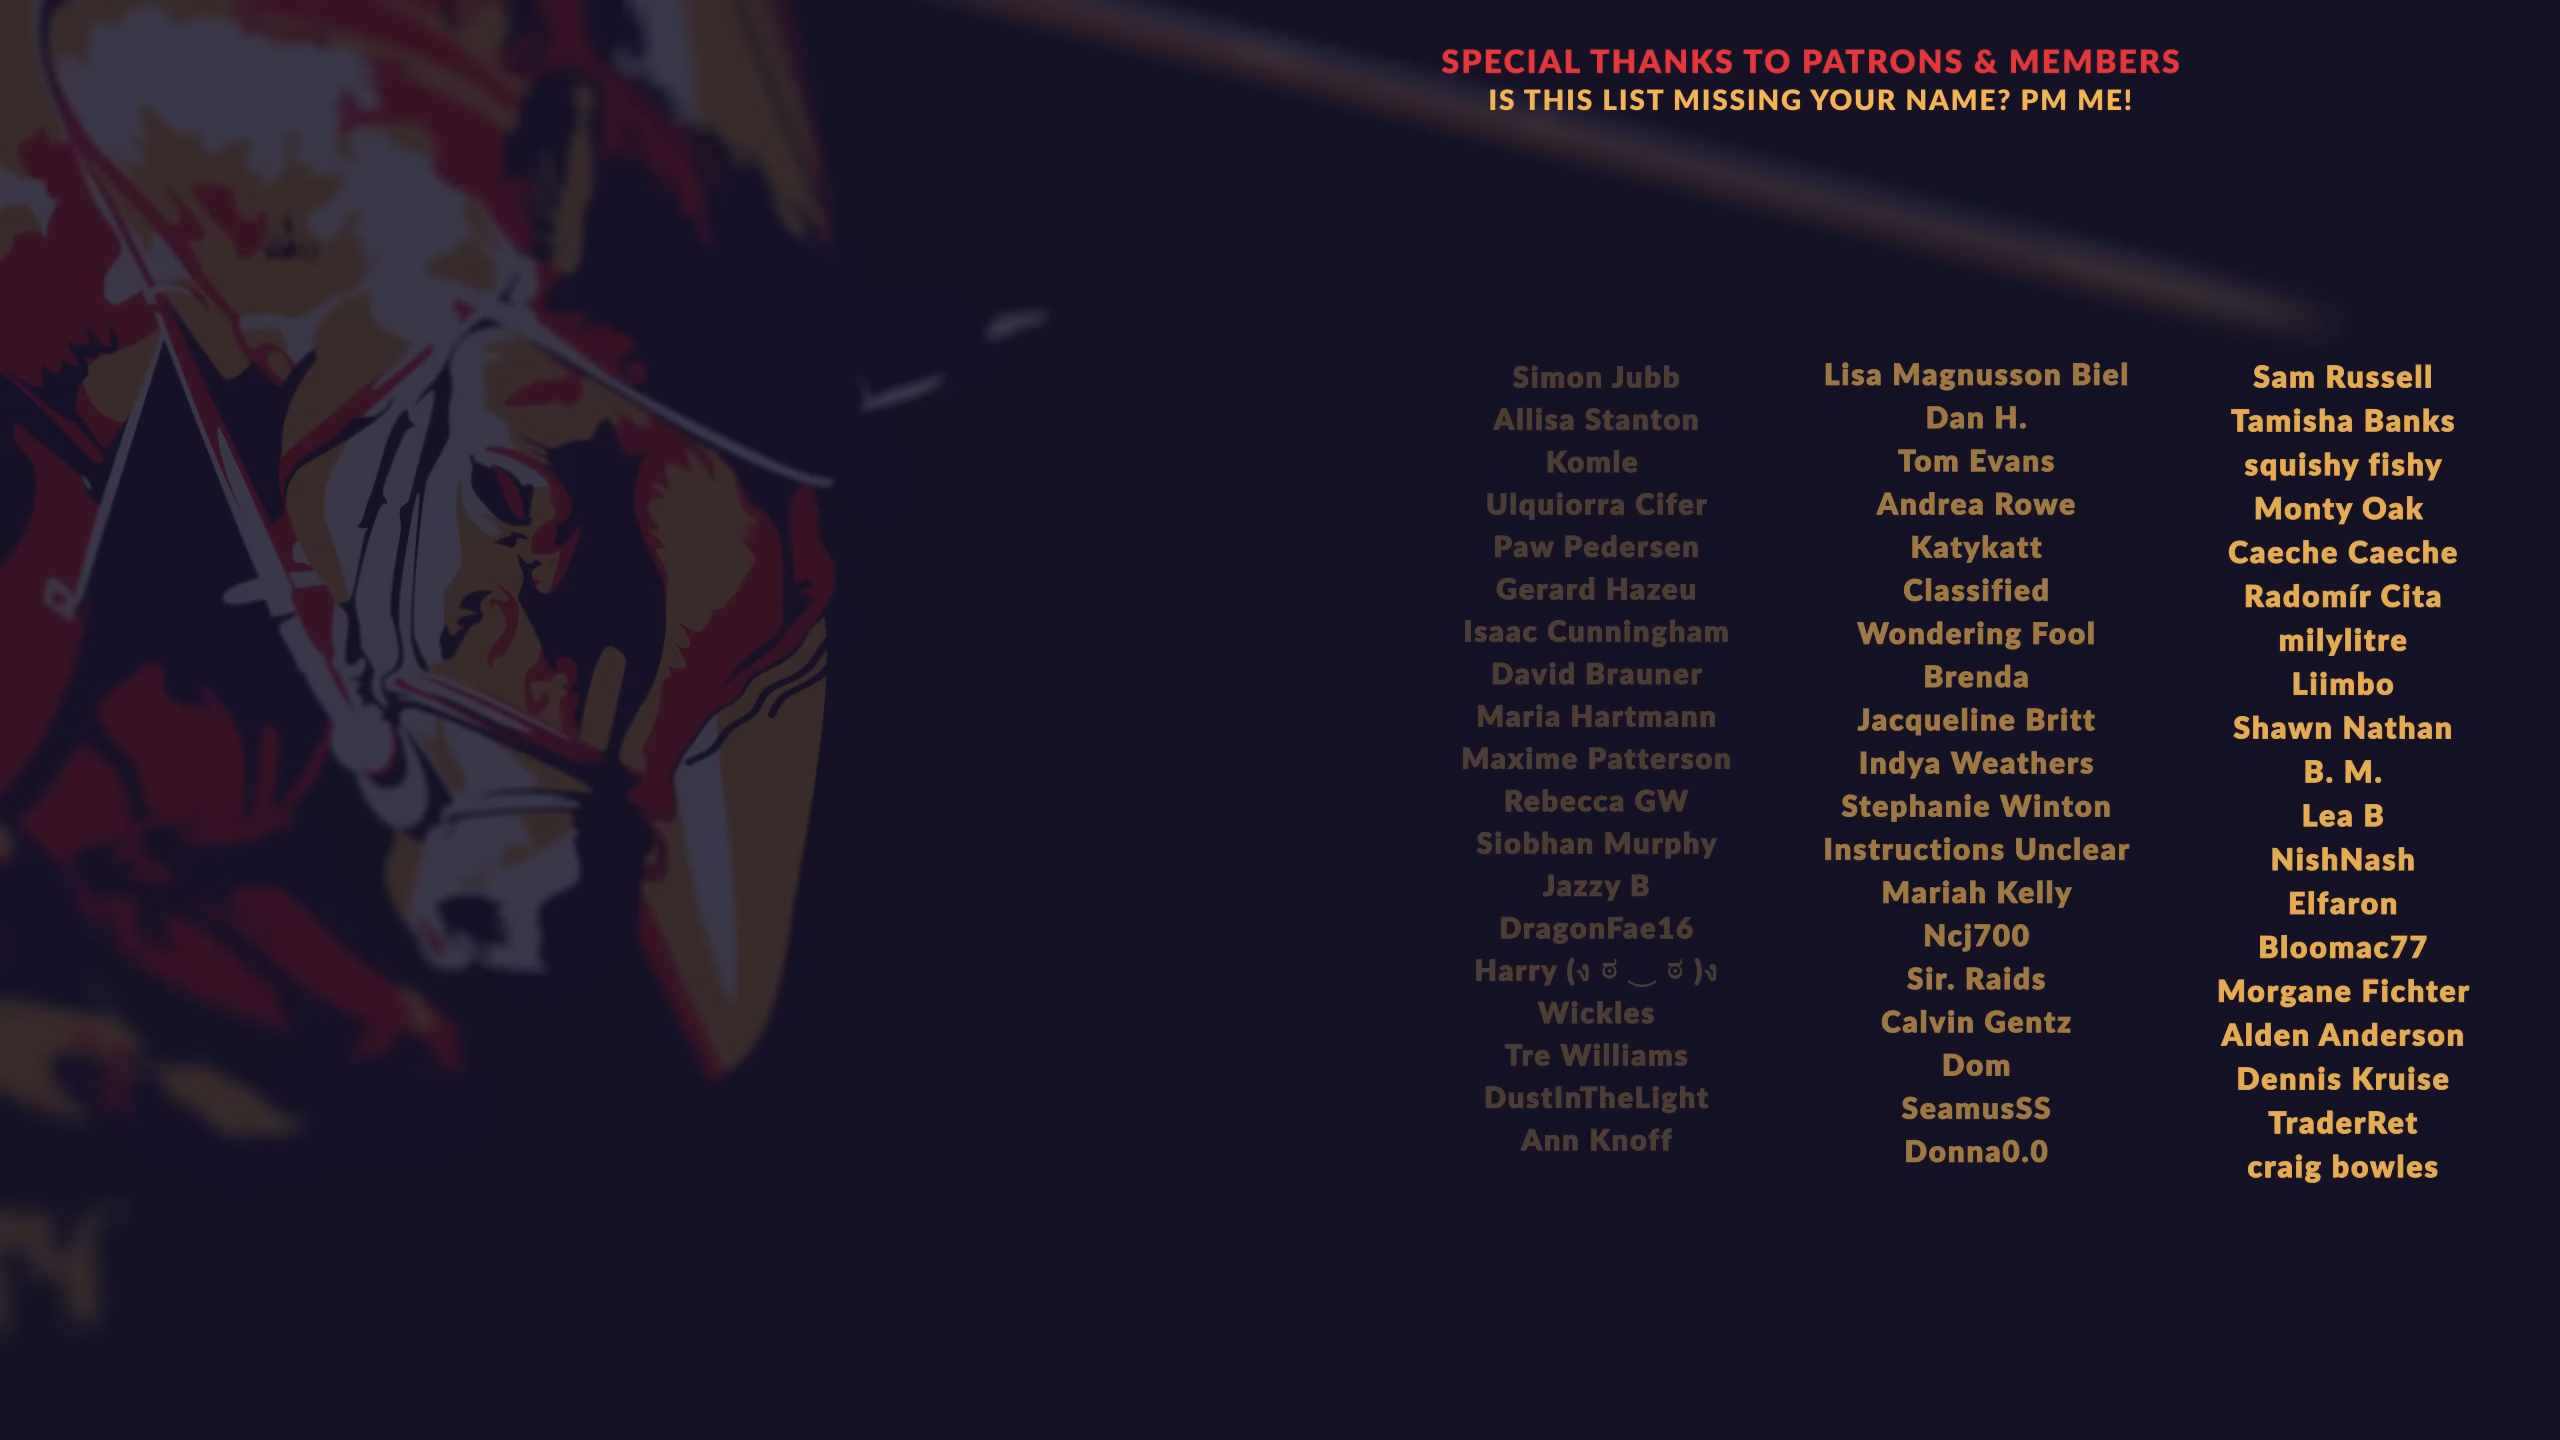 SPECIAL THANKS TO PATRONS & MEMBERS
IS THIS LIST MISSING YOUR NAME? PM ME!
Simon Jubb
Allisa Stanton
Komle
Ulquiorra Cifer
Paw Pedersen
Gerard Hazeu
Isaac Cunningham
David Brauner
Maria Hartmann
Maxime Patterson
Rebecca GW
Siobhan Murphy
Jazzy B
DragonFae16
Harry (ง ಠ ‿ ಠ )ง
Wickles
Tre Williams
DustInTheLight
Ann Knoff
Lisa Magnusson Biel
Dan H.
Tom Evans
Andrea Rowe
Katykatt
Classified
Wondering Fool
Brenda
Jacqueline Britt
Indya Weathers
Stephanie Winton
Instructions Unclear
Mariah Kelly
Ncj700
Sir. Raids
Calvin Gentz
Dom
SeamusSS
Donna0.0
Sam Russell
Tamisha Banks
squishy fishy
Monty Oak
Caeche Caeche
Radomír Cita
milylitre
Liimbo
Shawn Nathan
B. M.
Lea B
NishNash
Elfaron
Bloomac77
Morgane Fichter
Alden Anderson
Dennis Kruise
TraderRet
craig bowles